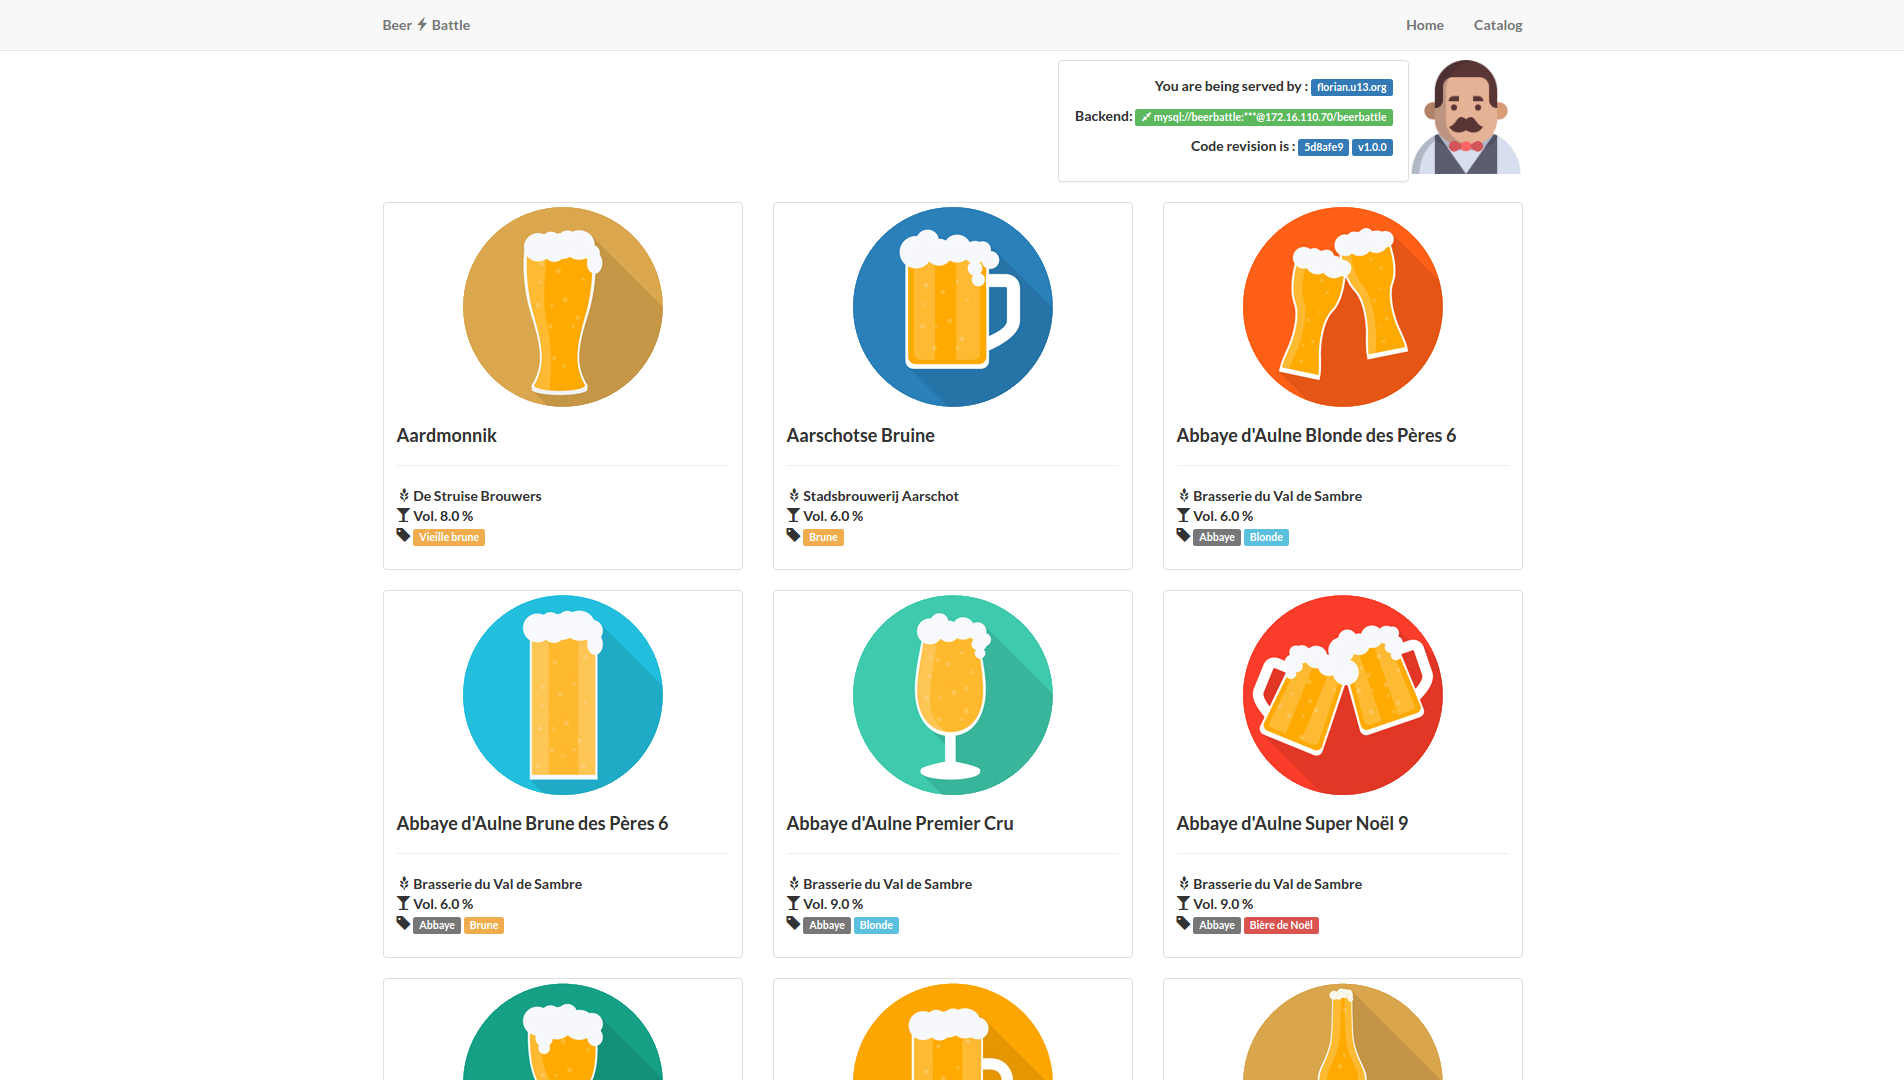 Beer Battle
Home
Catalog
You are being served by : florian.u13.org
Backend: mysql://beerbattle:***@172.16.110.70/beerbattle
Code revision is : 5d8afe9 v1.0.0
Aardmonnik
De Struise Brouwers
Vol. 8.0 %
Vieille brune
Aarschotse Bruine
Stadsbrouwerij Aarschot
Vol. 6.0 %
Brune
Abbaye d'Aulne Blonde des Pères 6
Brasserie du Val de Sambre
Vol. 6.0 %
Abbaye Blonde
Abbaye d'Aulne Brune des Pères 6
Brasserie du Val de Sambre
Vol. 6.0 %
Abbaye Brune
Abbaye d'Aulne Premier Cru
Brasserie du Val de Sambre
Vol. 9.0 %
Abbaye Blonde
Abbaye d'Aulne Super Noël 9
Brasserie du Val de Sambre
Vol. 9.0 %
Abbaye Bière de Noël